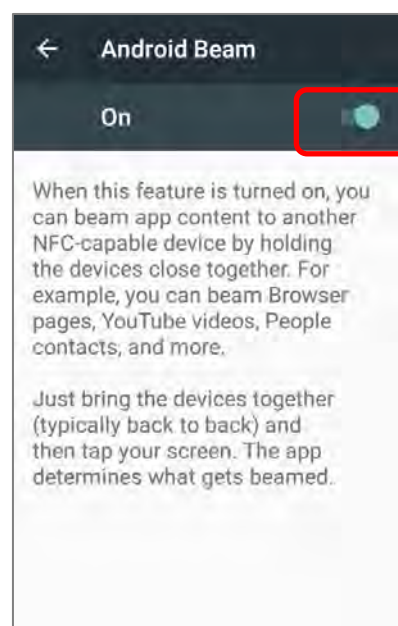 Android Beam
On
When this feature is turned on, you
can beam app content to another
NFC-capable device by holding
the devices close together. For
example, you can beam Browser
pages, YouTube videos, People
contacts, and more.
Just bring the devices together
(typically back to back) and
then tap your screen. The app
determines what gets beamed.